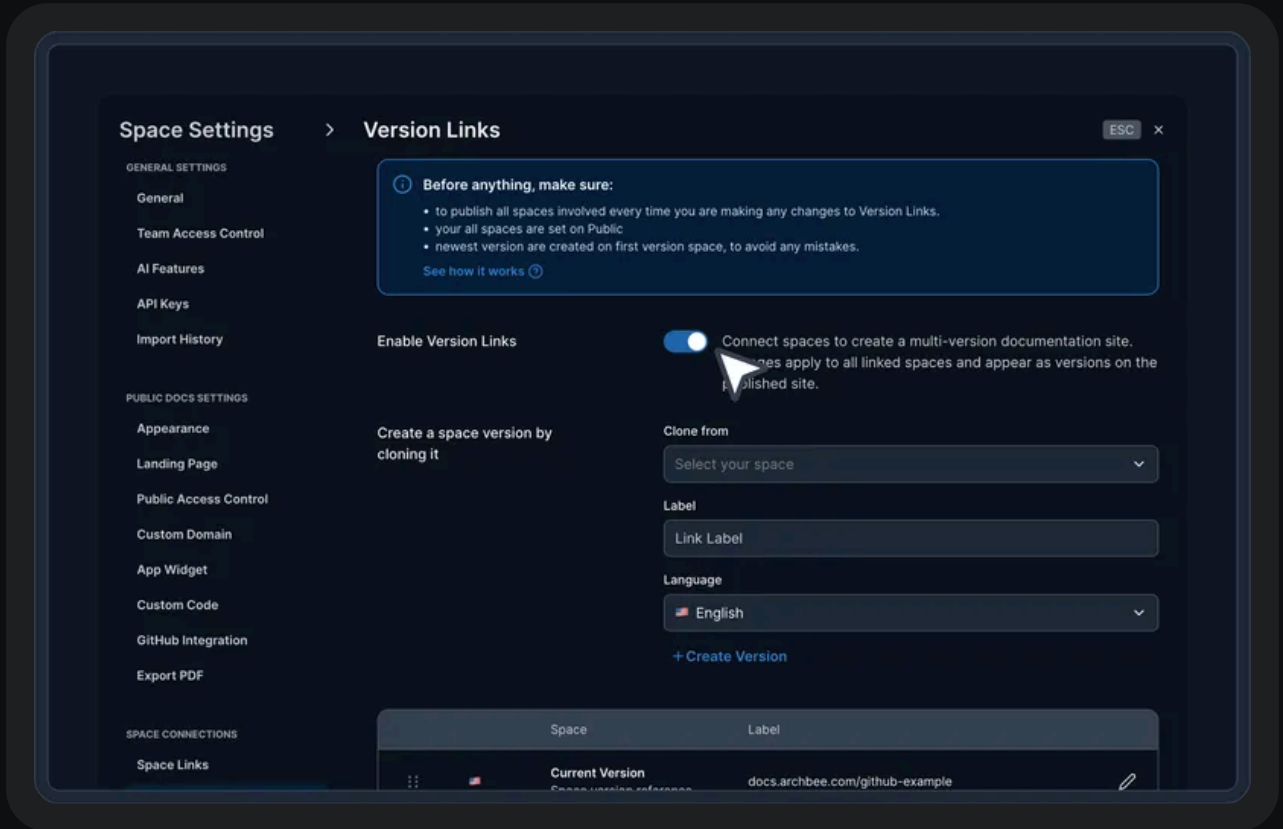 Space Settings
Version Links
ESC
GENERAL SETTINGS
General
Team Access Control
AI Features
API Keys
Import History
PUBLIC DOCS SETTINGS
Appearance
Landing Page
Public Access Control
Custom Domain
App Widget
Custom Code
GitHub Integration
Export PDF
SPACE CONNECTIONS
Space Links
Before anything, make sure:
• to publish all spaces involved every time you are making any changes to Version Links.
• your all spaces are set on Public
• newest version are created on first version space, to avoid any mistakes.
See how it works
Enable Version Links
Connect spaces to create a multi-version documentation site.
apply to all linked spaces and appear as versions on the
site.
Create a space version by
cloning it
Clone from
Select your space
Label
Link Label
Language
English
+ Create Version
Space Label
Current Version
docs.archbee.com/github-example
Space version reference